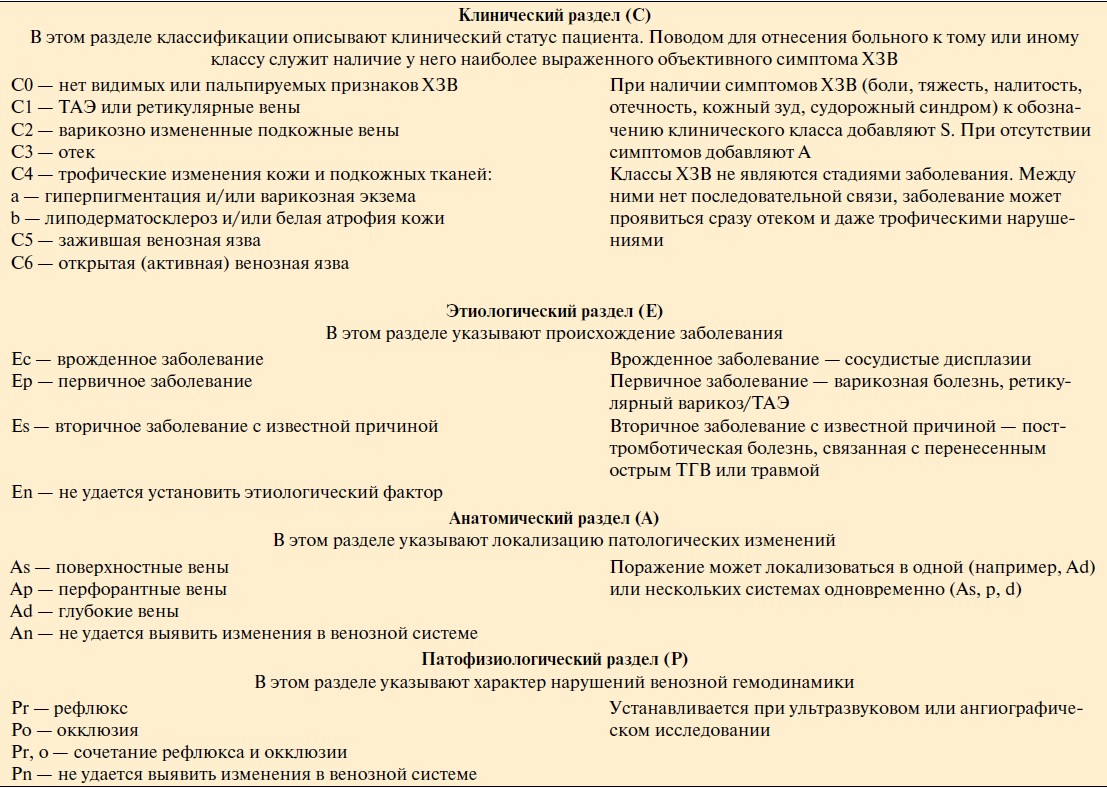 Клинический раздел (C)
В этом разделе классификации описывают клинический статус пациента. Поводом для отнесения больного к тому или иному
классу служит наличие у него наиболее выраженного объективного симптома ХЗВ
C0 — нет видимых или пальпируемых признаков ХЗВ
C1 — ТАЭ или ретикулярные вены
C2 — варикозно измененные подкожные вены
C3 — отек
C4 — трофические изменения кожи и подкожных тканей:
a — гиперпигментация и/или варикозная экзема
b — липодерматосклероз и/или белая атрофия кожи
C5 — зажившая венозная язва
C6 — открытая (активная) венозная язва
При наличии симптомов ХЗВ (боли, тяжесть, налитость,
отечность, кожный зуд, судорожный синдром) к обозна-
чению клинического класса добавляют S. При отсутствии
симптомов добавляют A
Классы ХЗВ не являются стадиями заболевания. Между
ними нет последовательной связи, заболевание может
проявиться сразу отеком и даже трофическими наруше-
ниями
Этиологический раздел (E)
В этом разделе указывают происхождение заболевания
Ec — врожденное заболевание
Врожденное заболевание — сосудистые дисплазии
Ep — первичное заболевание
Первичное заболевание — варикозная болезнь, ретику-
лярный варикоз/ТАЭ
Es — вторичное заболевание с известной причиной
Вторичное заболевание с известной причиной — пост-
тромботическая болезнь, связанная с перенесенным
острым ТГВ или травмой
En — не удается установить этиологический фактор
Анатомический раздел (A)
В этом разделе указывают локализацию патологических изменений
As — поверхностные вены
Ap — перфорантные вены
Ad — глубокие вены
An — не удается выявить изменения в венозной системе
Поражение может локализоваться в одной (например, Ad)
или нескольких системах одновременно (As, p, d)
Патофизиологический раздел (P)
В этом разделе указывают характер нарушений венозной гемодинамики
Pr — рефлюкс
Po — окклюзия
Pr, o — сочетание рефлюкса и окклюзии
Pn — не удается выявить изменения в венозной системе
Устанавливается при ультразвуковом или ангиографиче-
ском исследовании